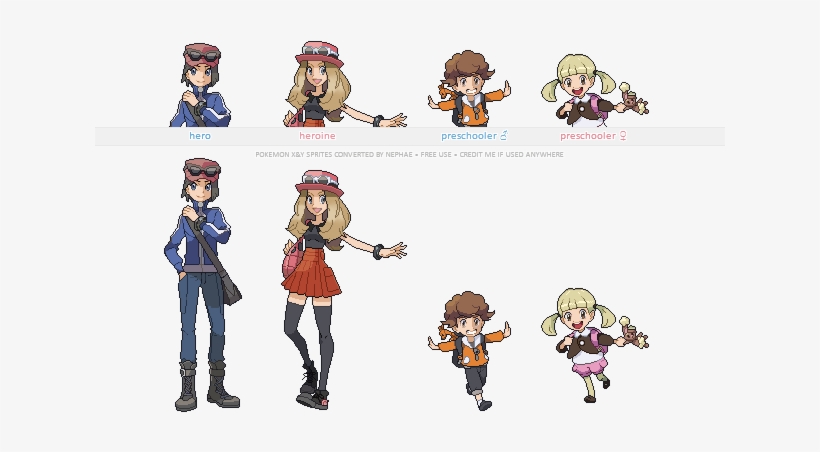 hero heroine preschooler ♂ preschooler ♀
POKEMON X&Y SPRITES CONVERTED BY NEPHAE • FREE USE • CREDIT ME IF USED ANYWHERE